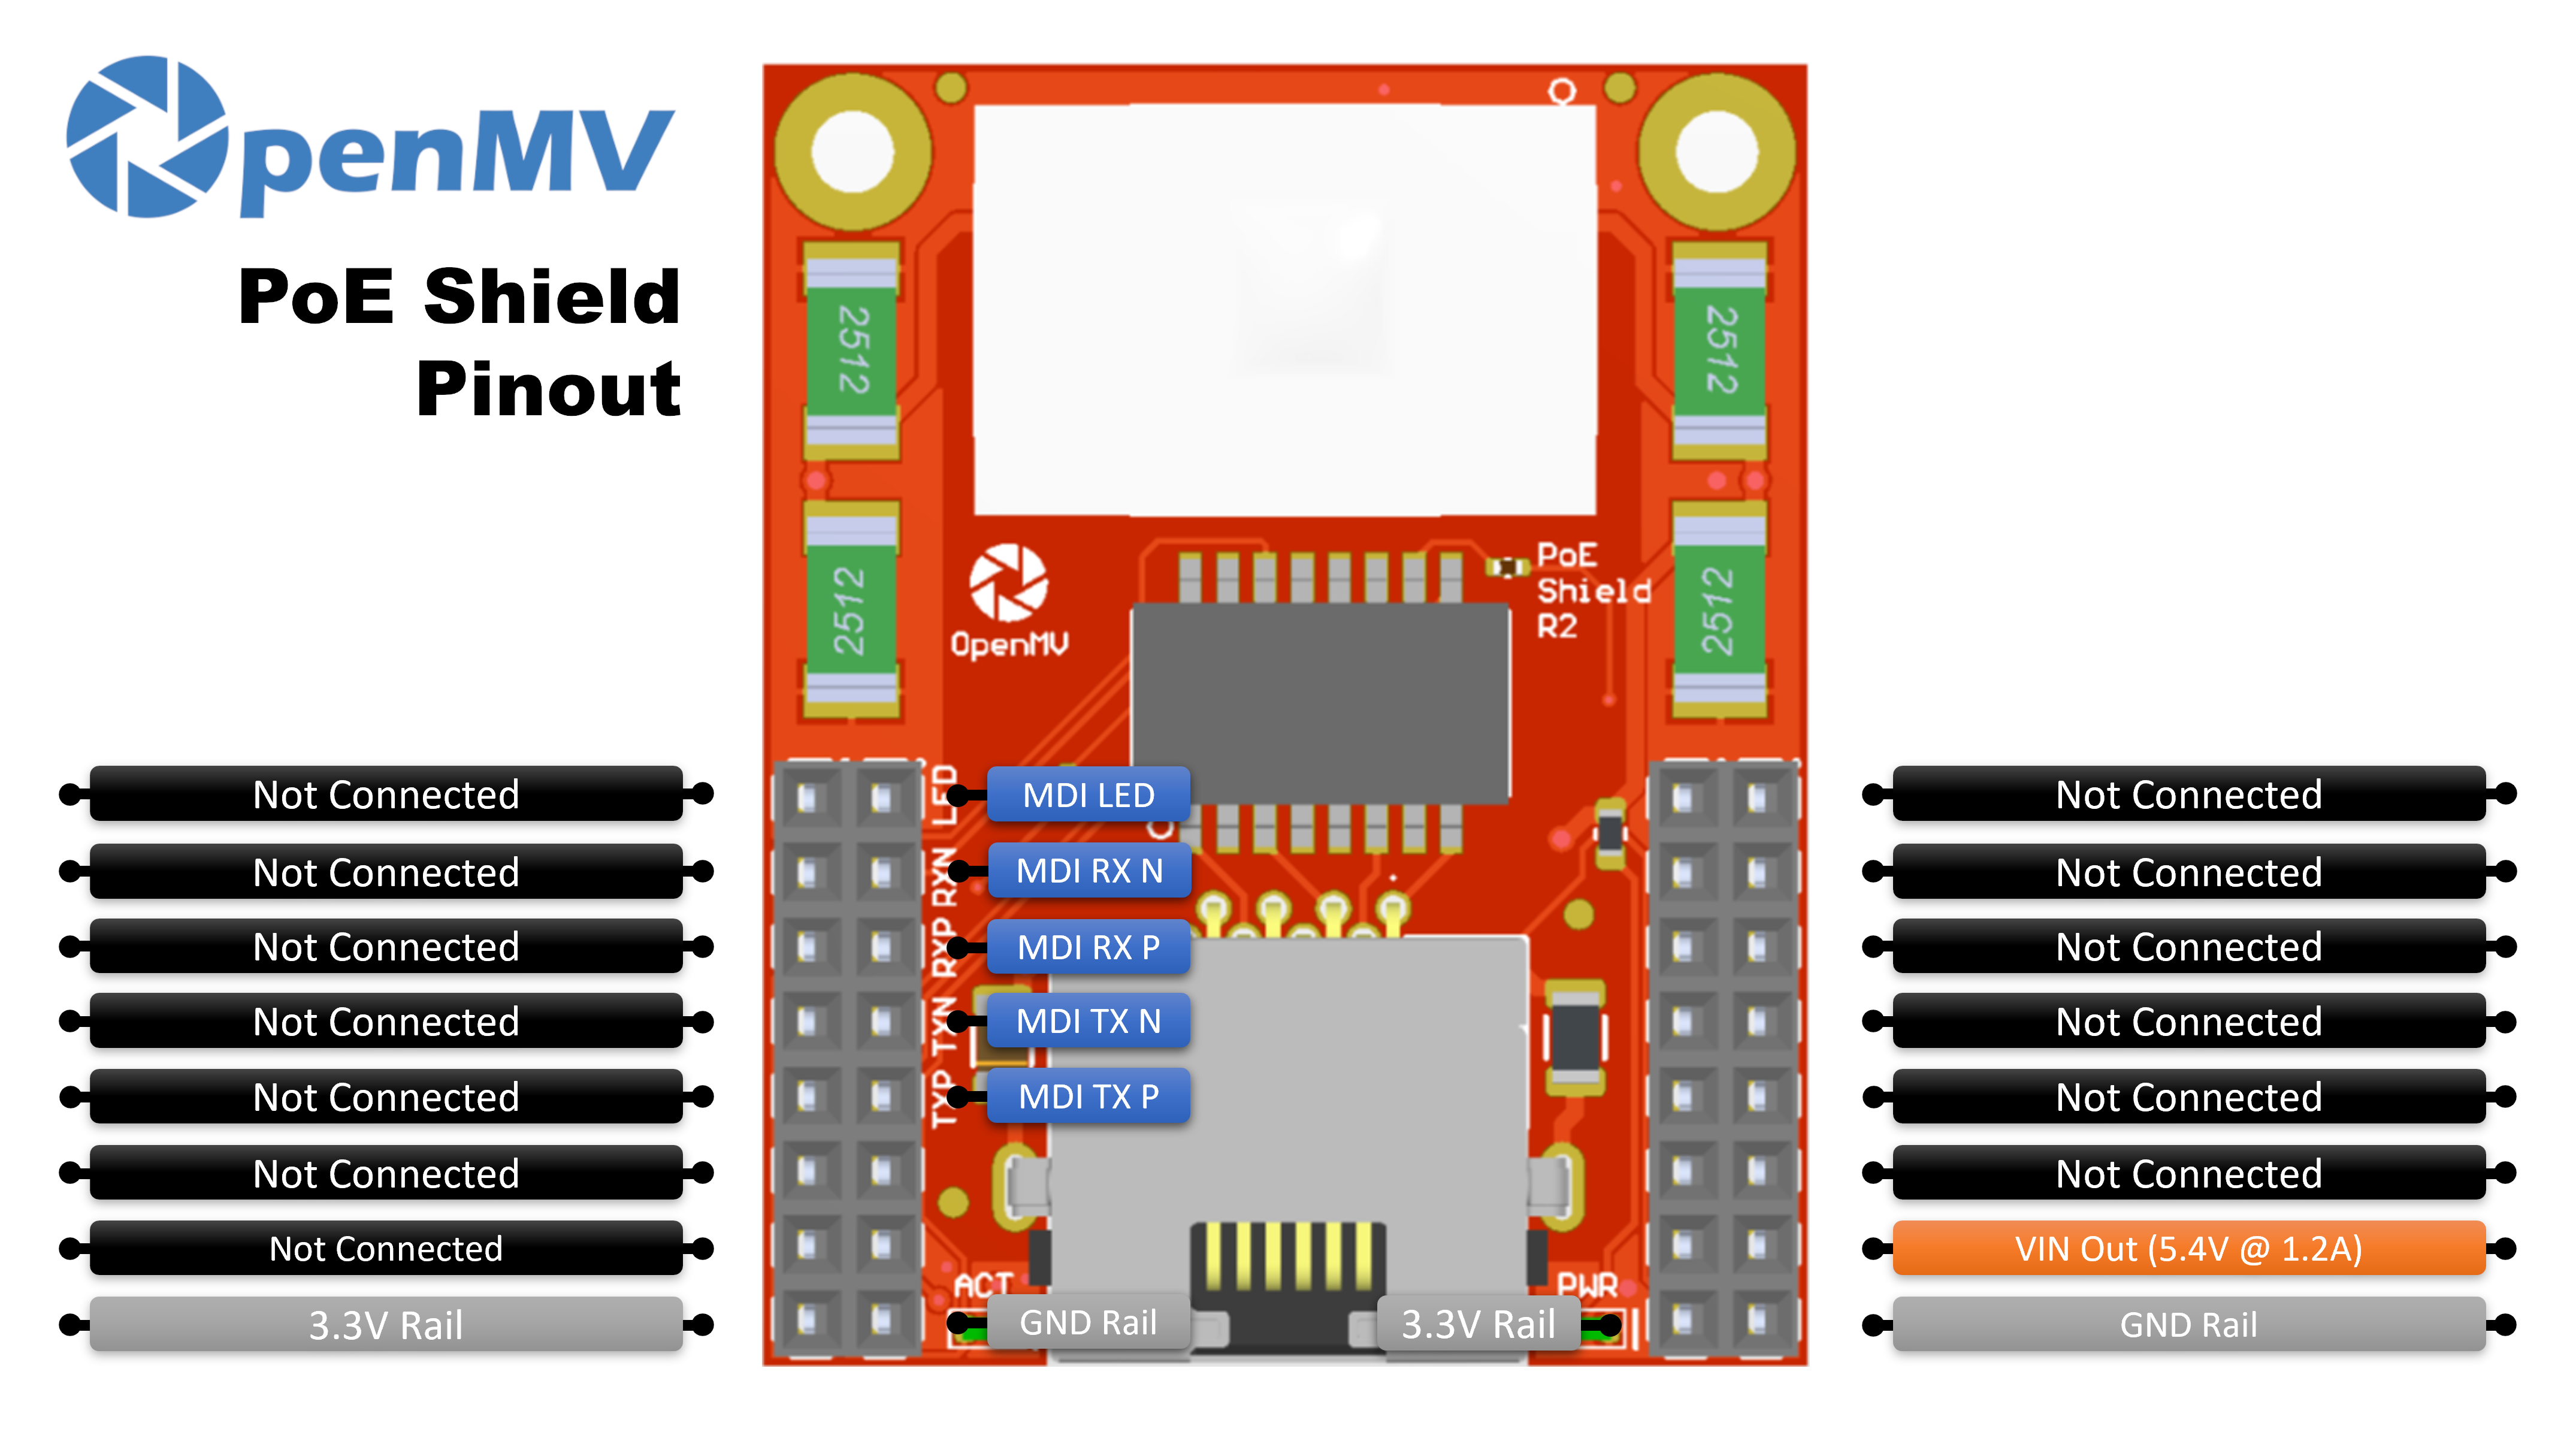 OpenMV
PoE Shield
Pinout
2512
2512
2512
2512
OpenMV
PoE
Shield
R2
Not Connected
LED
MDI LED
Not Connected
Not Connected
RXN
MDI RX N
Not Connected
Not Connected
RXP
MDI RX P
Not Connected
Not Connected
TXN
MDI TX N
Not Connected
Not Connected
TXP
MDI TX P
Not Connected
Not Connected
Not Connected
Not Connected
VIN Out (5.4V @ 1.2A)
ACT
PWR
3.3V Rail
GND Rail
3.3V Rail
GND Rail